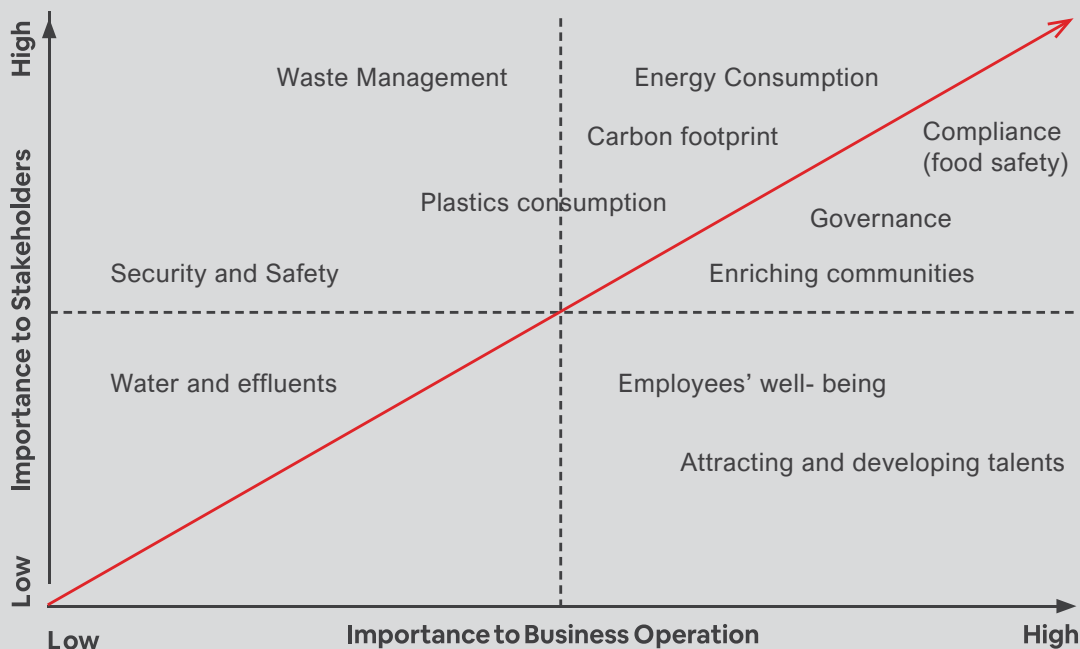 High
Importance to Stakeholders
Low
Waste Management
Energy Consumption
Carbon footprint
Compliance
(food safety)
Plastics consumption
Governance
Security and Safety
Enriching communities
Water and effluents
Employees’ well- being
Attracting and developing talents
Low
Importance to Business Operation
High